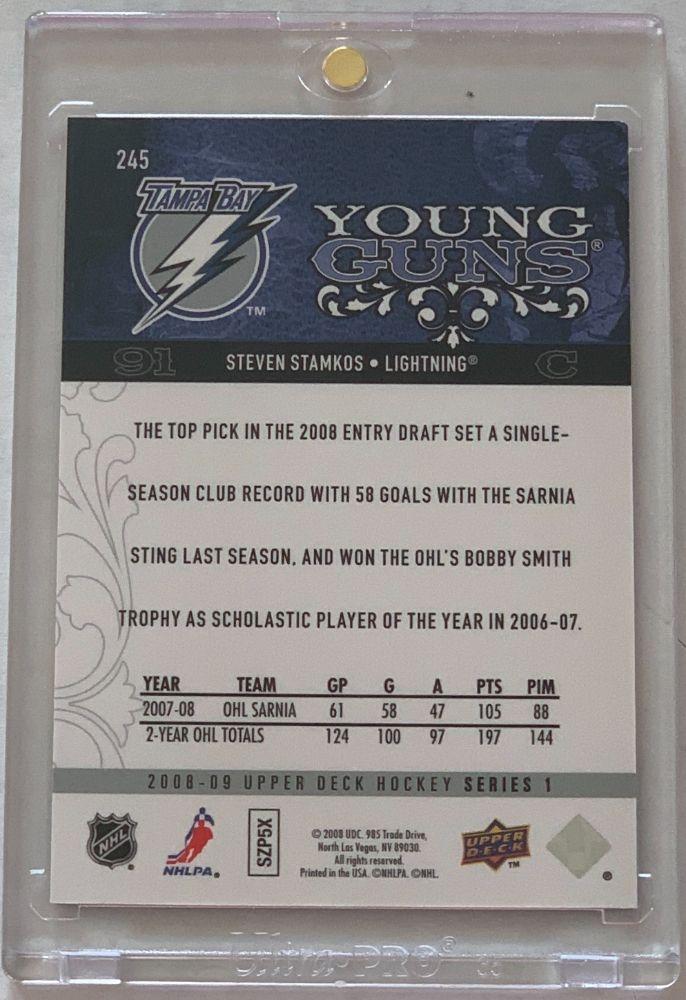 245
TAMPA BAY
TM
YOUNG
GUNS®
91 STEVEN STAMKOS • LIGHTNING® C
THE TOP PICK IN THE 2008 ENTRY DRAFT SET A SINGLE-
SEASON CLUB RECORD WITH 58 GOALS WITH THE SARNIA
STING LAST SEASON, AND WON THE OHL'S BOBBY SMITH
TROPHY AS SCHOLASTIC PLAYER OF THE YEAR IN 2006-07.
YEAR TEAM GP G A PTS PIM
2007-08 OHL SARNIA 61 58 47 105 88
2-YEAR OHL TOTALS 124 100 97 197 144
2008-09 UPPER DECK HOCKEY SERIES 1
NHL
NHLPA.
SZP5X
© 2008 UDC. 985 Trade Drive,
North Las Vegas, NV 89030.
All rights reserved.
Printed in the USA. ©NHLPA. ©NHL.
UPPER
D·E·C·K
TM
Ultra·PRO®